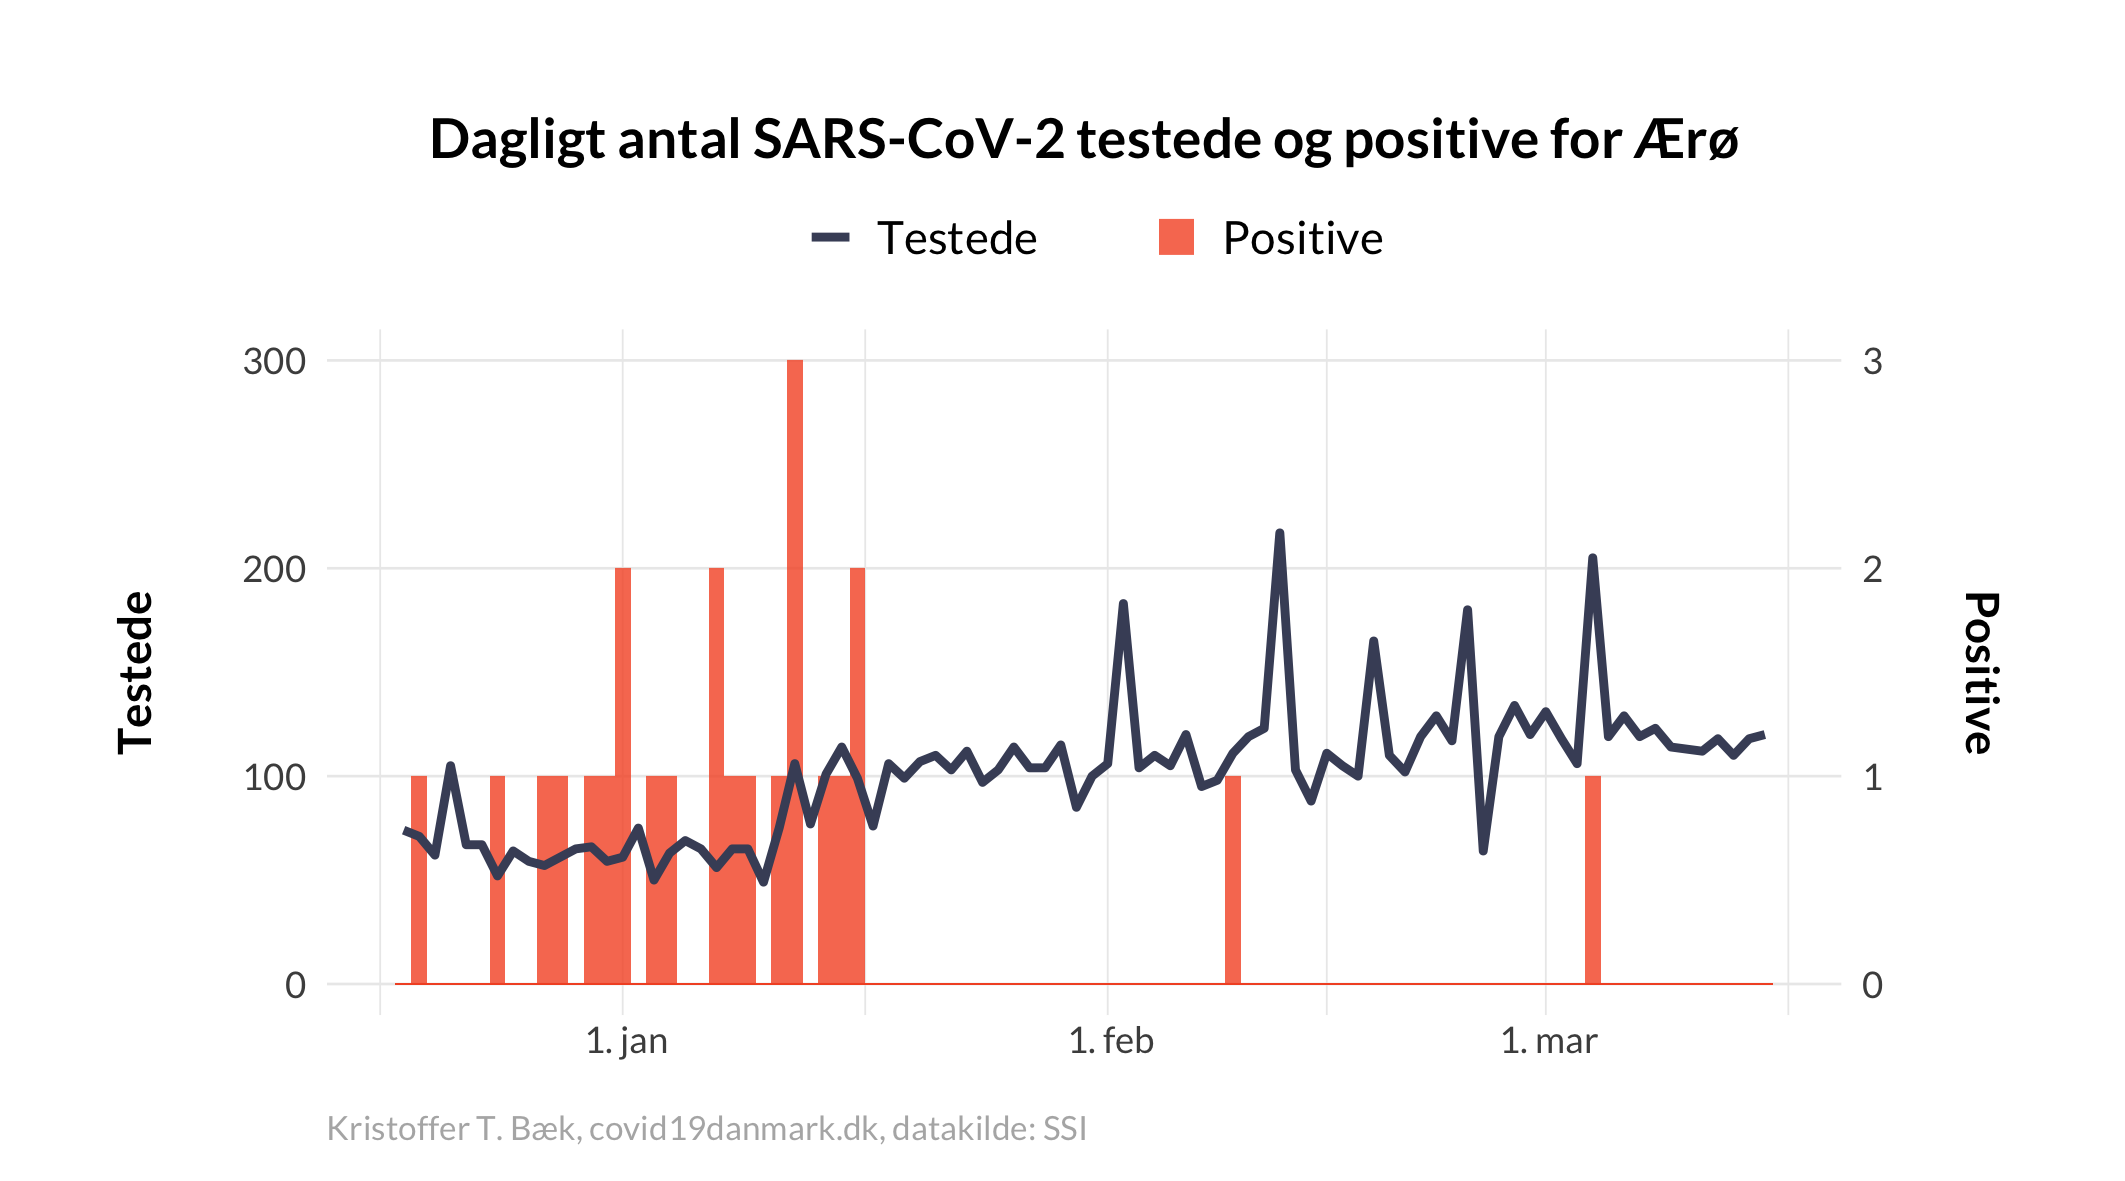 Dagligt antal SARS-CoV-2 testede og positive for Ærø
Testede Positive
300 3
200 2
100 1
0 0
Testede
Positive
1. jan 1. feb 1. mar
Kristoffer T. Bæk, covid19danmark.dk, datakilde: SSI